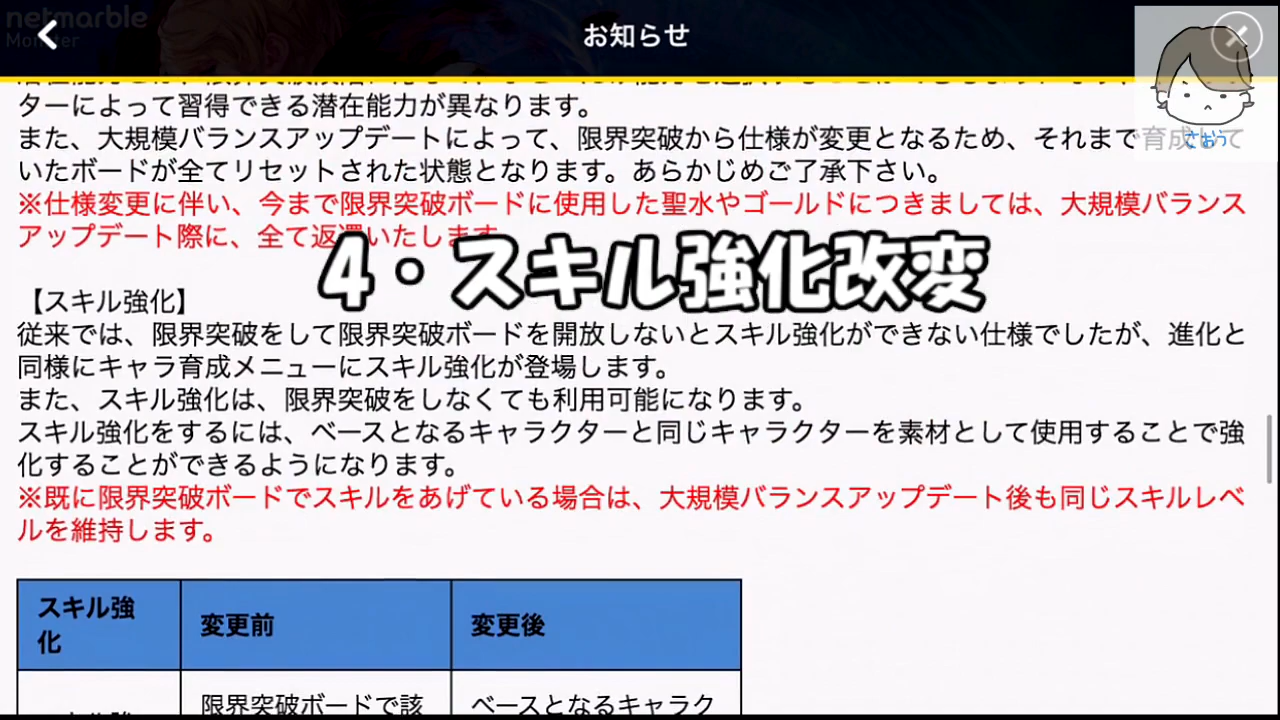 netmarble
Monster
お知らせ
さおう
ターによって習得できる潜在能力が異なります。
また、大規模バランスアップデートによって、限界突破から仕様が変更となるため、それまで育成して
いたボードが全てリセットされた状態となります。あらかじめご了承下さい。
※仕様変更に伴い、今まで限界突破ボードに使用した聖水やゴールドにつきましては、大規模バランス
アップデート際に、全て返還いたします。
4・スキル強化改変
【スキル強化】
従来では、限界突破をして限界突破ボードを開放しないとスキル強化ができない仕様でしたが、進化と
同様にキャラ育成メニューにスキル強化が登場します。
また、スキル強化は、限界突破をしなくても利用可能になります。
スキル強化をするには、ベースとなるキャラクターと同じキャラクターを素材として使用することで強
化することができるようになります。
※既に限界突破ボードでスキルをあげている場合は、大規模バランスアップデート後も同じスキルレベ
ルを維持します。
スキル強
化
変更前
変更後
限界突破ボードで該
ベースとなるキャラク